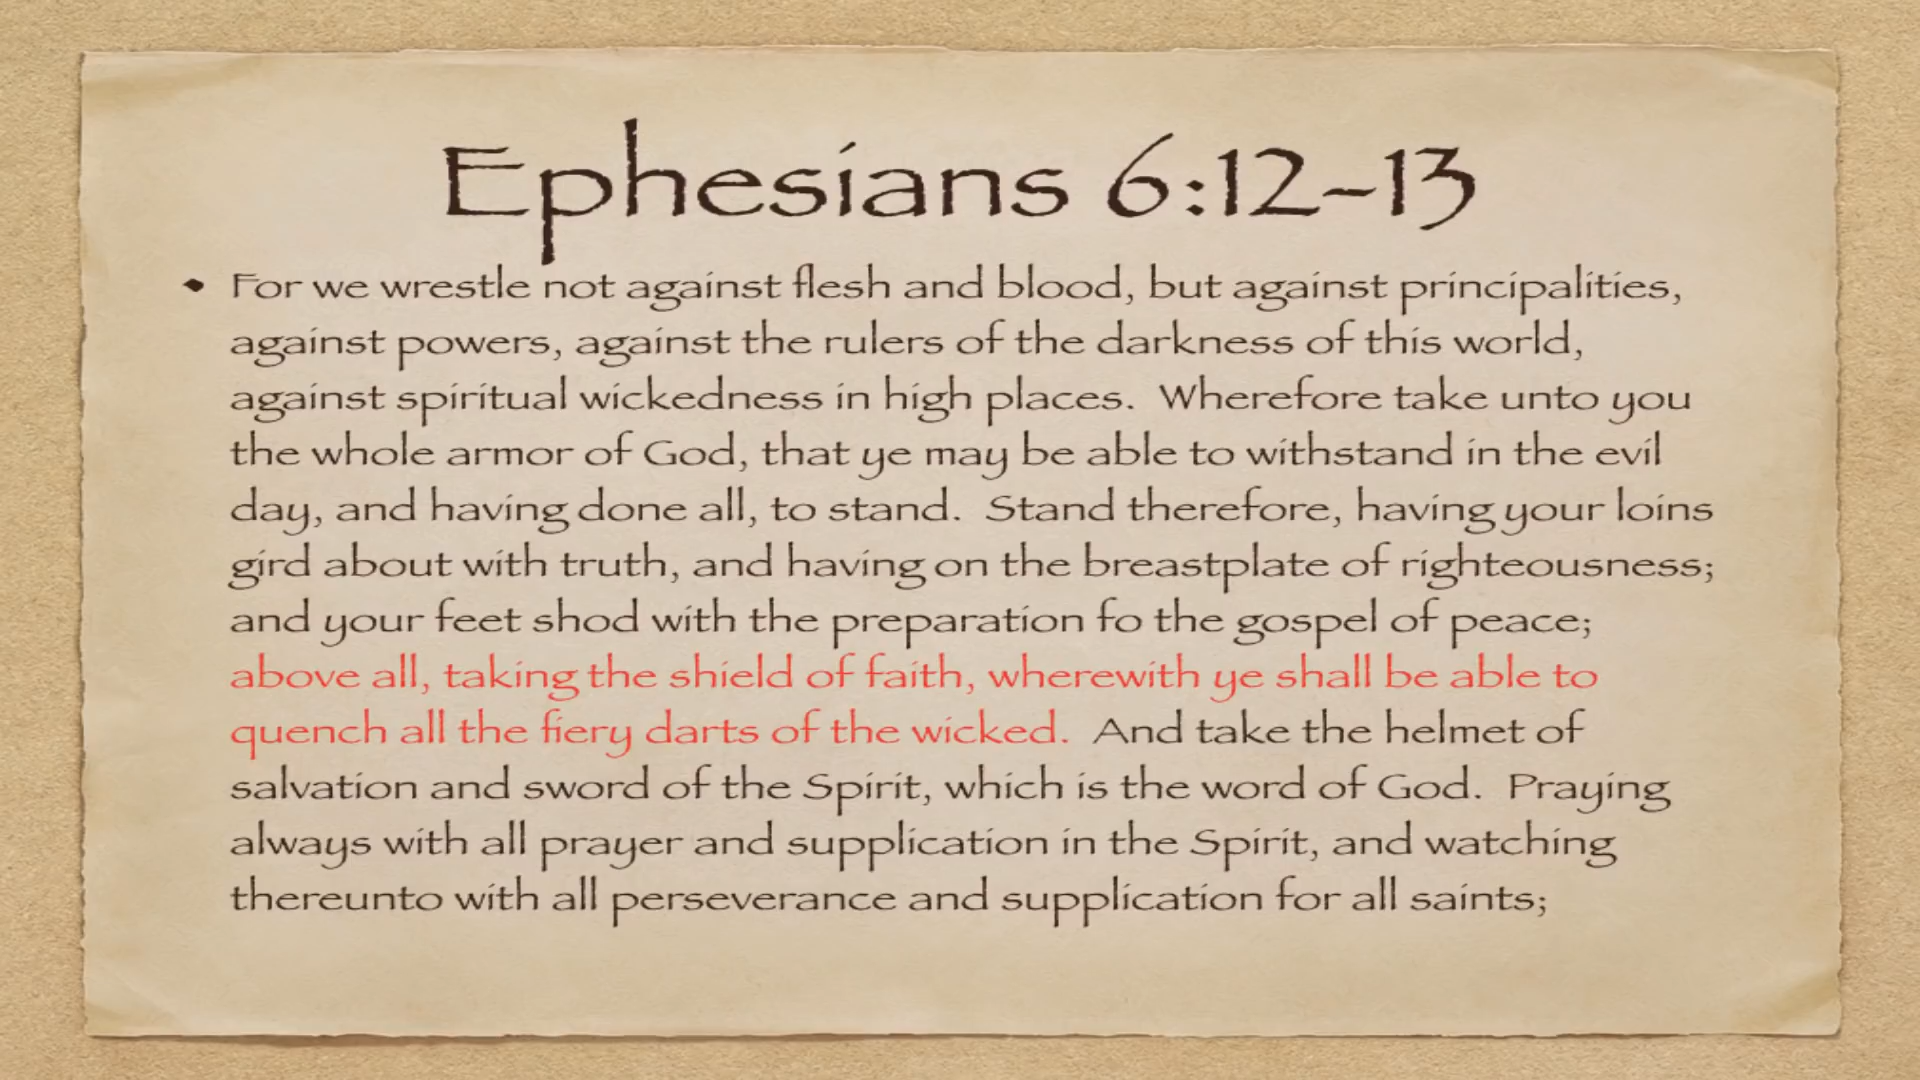 Ephesians 6:12-13
• For we wrestle not against flesh and blood, but against principalities,
against powers, against the rulers of the darkness of this world,
against spiritual wickedness in high places.  Wherefore take unto you
the whole armor of God, that ye may be able to withstand in the evil
day, and having done all, to stand.  Stand therefore, having your loins
gird about with truth, and having on the breastplate of righteousness;
and your feet shod with the preparation fo the gospel of peace;
above all, taking the shield of faith, wherewith ye shall be able to
quench all the fiery darts of the wicked.  And take the helmet of
salvation and sword of the Spirit, which is the word of God.  Praying
always with all prayer and supplication in the Spirit, and watching
thereunto with all perseverance and supplication for all saints;